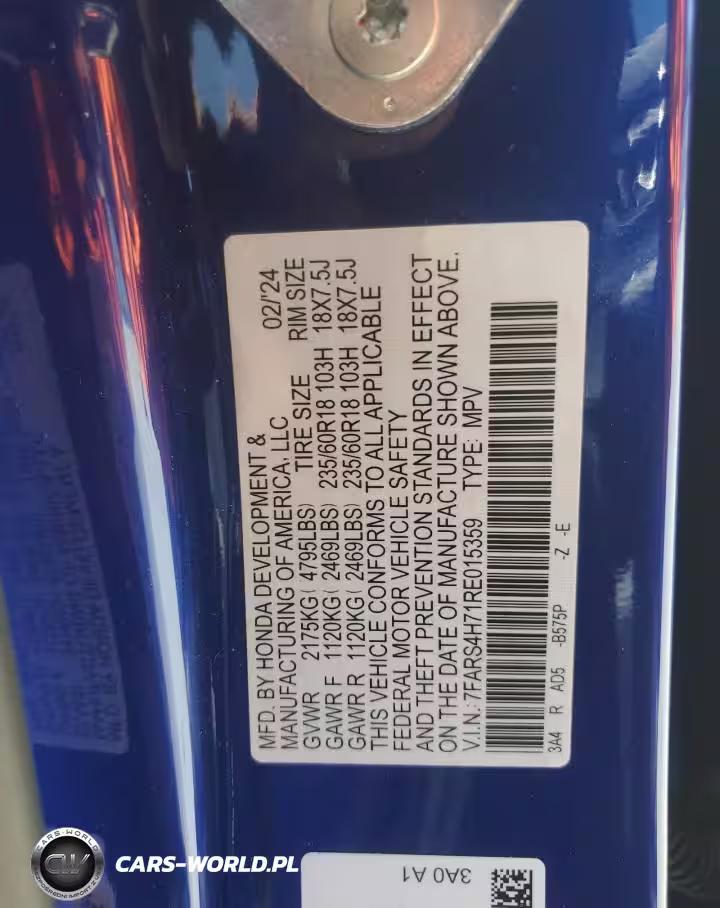 MFD. BY HONDA DEVELOPMENT &
MANUFACTURING OF AMERICA, LLC 02/'24
TIRE SIZE RIM SIZE
GVWR 2175KG( 4795LBS)
GAWR F 1120KG( 2469LBS) 235/60R18 103H 18X7.5J
GAWR R 1120KG( 2469LBS) 235/60R18 103H 18X7.5J
THIS VEHICLE CONFORMS TO ALL APPLICABLE
FEDERAL MOTOR VEHICLE SAFETY
AND THEFT PREVENTION STANDARDS IN EFFECT
ON THE DATE OF MANUFACTURE SHOWN ABOVE.
V.I.N.: 7FARS4H71RE015359 TYPE: MPV
3A4 R AD5 -B575P -Z -E
3A0 A1
CARS-WORLD
CW
CARS-WORLD.PL